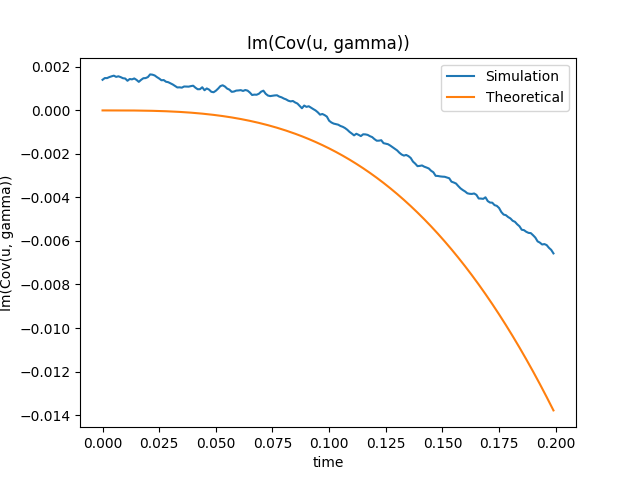 Im(Cov(u, gamma))
Simulation
Theoretical
Im(Cov(u, gamma))
0.002
0.000
−0.002
−0.004
−0.006
−0.008
−0.010
−0.012
−0.014
0.000 0.025 0.050 0.075 0.100 0.125 0.150 0.175 0.200
time